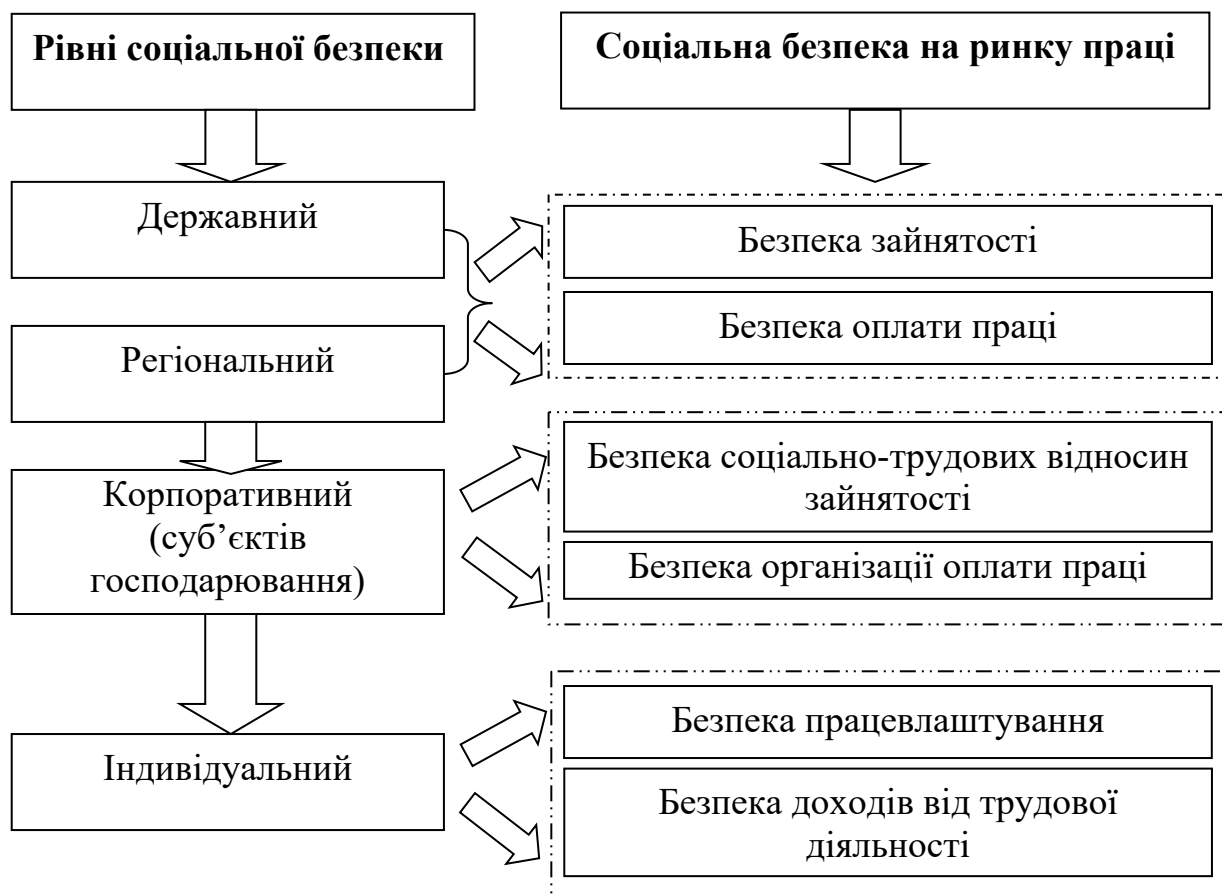 Рівні соціальної безпеки
Соціальна безпека на ринку праці
Державний
Безпека зайнятості
Безпека оплати праці
Регіональний
Безпека соціально-трудових відносин
зайнятості
Корпоративний
(суб’єктів
господарювання)
Безпека організації оплати праці
Безпека працевлаштування
Індивідуальний
Безпека доходів від трудової
діяльності